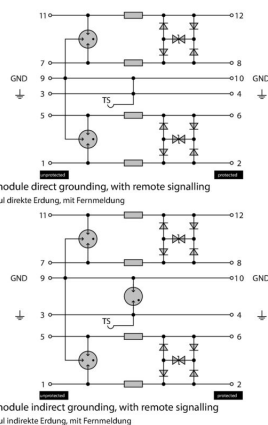 11 12
7 8
GND 9 10 GND
3 4
TS
5 6
1 2
unprotected protected
module direct grounding, with remote signalling
ul direkte Erdung, mit Fernmeldung
11 12
7 8
GND 9 10 GND
3 4
TS
5 6
1 2
unprotected protected
module indirect grounding, with remote signalling
ul indirekte Erdung, mit Fernmeldung